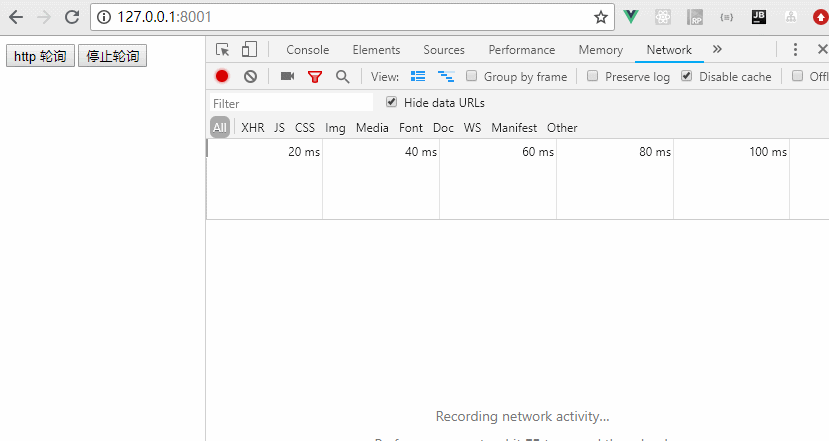 127.0.0.1:8001
JB
RP
http 轮询 停止轮询
Console Elements Sources Performance Memory Network
View: Group by frame Preserve log Disable cache
Filter Hide data URLs
All XHR JS CSS Img Media Font Doc WS Manifest Other
20 ms 40 ms 60 ms 80 ms 100 ms
Recording network activity...